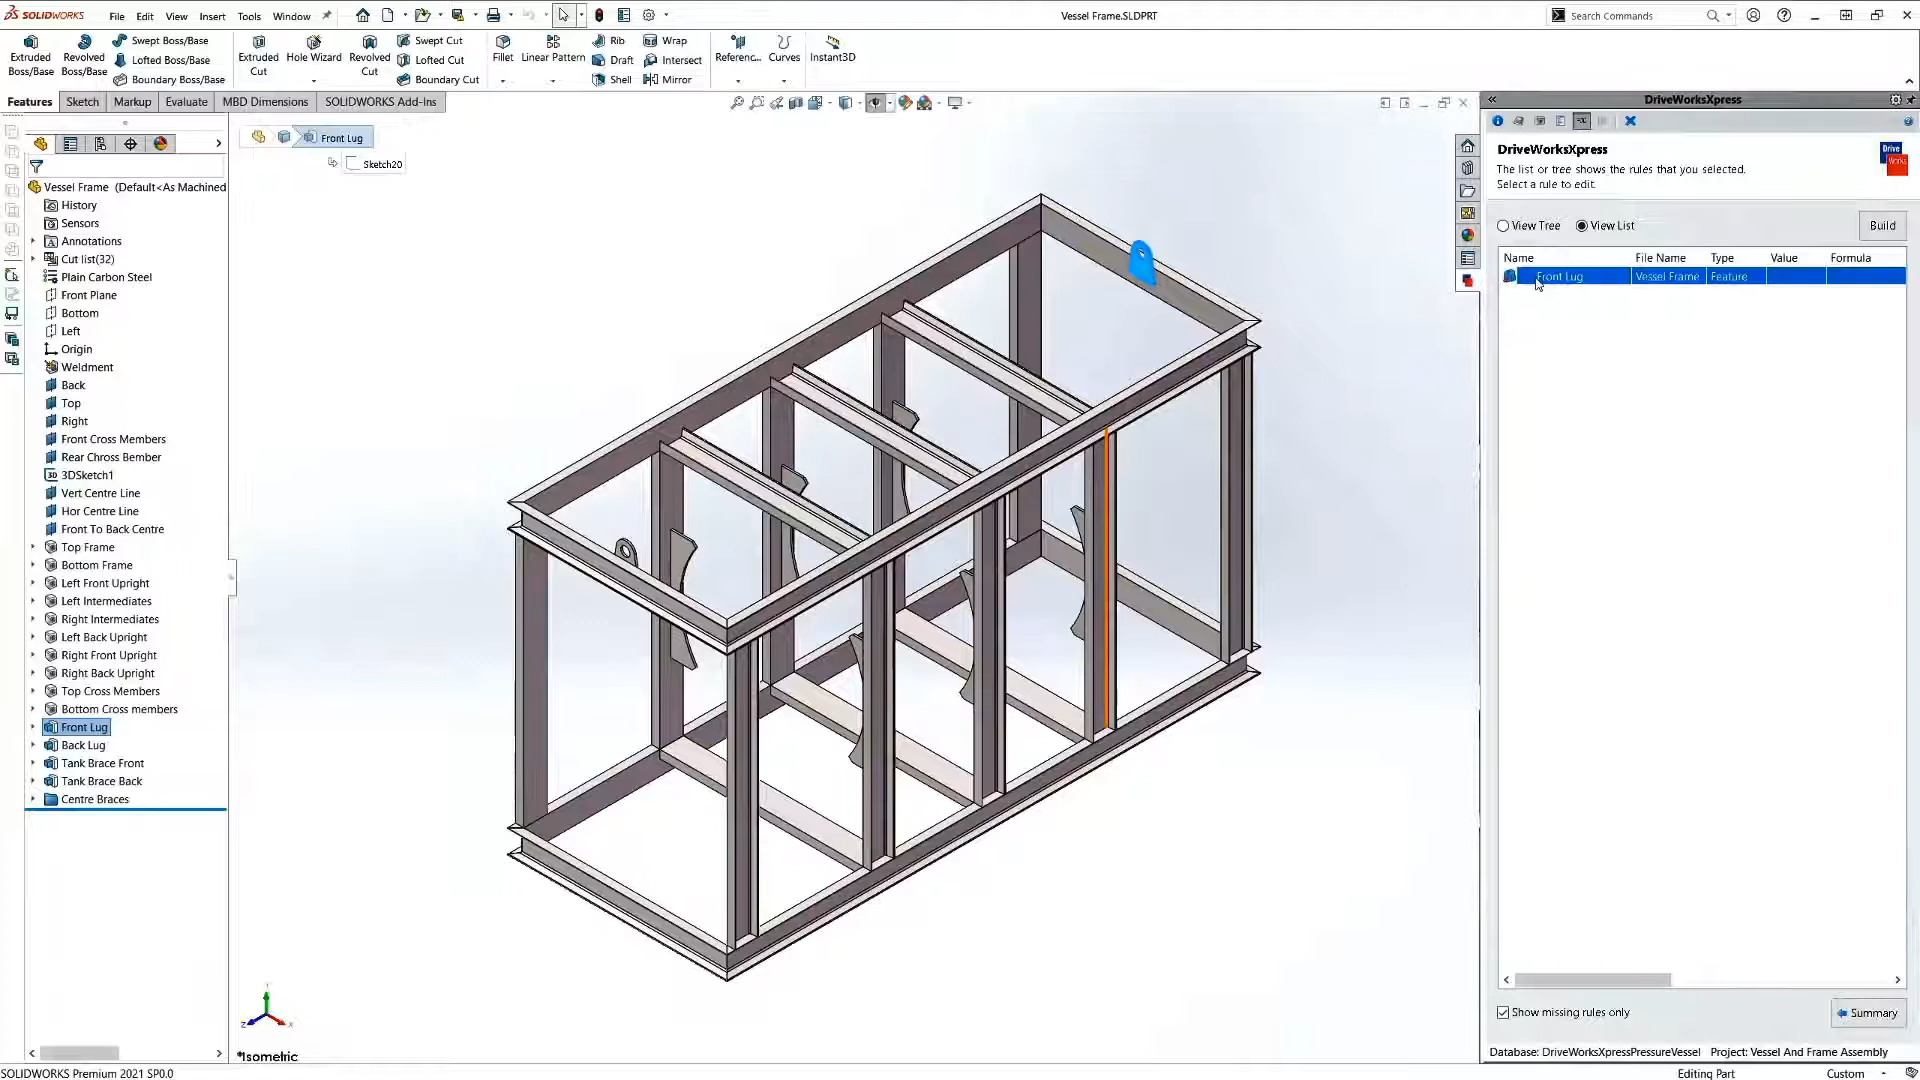 SOLIDWORKS File Edit View Insert Tools Window Vessel Frame.SLDPRT Search Commands
Extruded Boss/Base
Revolved Boss/Base
Swept Boss/Base
Lofted Boss/Base
Boundary Boss/Base
Extruded Cut
Hole Wizard
Revolved Cut
Swept Cut
Lofted Cut
Boundary Cut
Fillet
Linear Pattern
Rib
Draft
Shell
Wrap
Intersect
Mirror
Referenc...
Curves
Instant3D
Features Sketch Markup Evaluate MBD Dimensions SOLIDWORKS Add-Ins
Front Lug
Sketch20
Vessel Frame (Default<As Machined
History
Sensors
Annotations
Cut list(32)
Plain Carbon Steel
Front Plane
Bottom
Left
Origin
Weldment
Back
Top
Right
Front Cross Members
Rear Chross Bember
3DSketch1
Vert Centre Line
Hor Centre Line
Front To Back Centre
Top Frame
Bottom Frame
Left Front Upright
Left Intermediates
Right Intermediates
Left Back Upright
Right Front Upright
Right Back Upright
Top Cross Members
Bottom Cross members
Front Lug
Back Lug
Tank Brace Front
Tank Brace Back
Centre Braces
*Isometric
DriveWorksXpress
DriveWorksXpress
The list or tree shows the rules that you selected.
Select a rule to edit.
Drive
Works
View Tree View List Build
Name File Name Type Value Formula
Front Lug Vessel Frame Feature
Show missing rules only Summary
Database: DriveWorksXpressPressureVessel Project: Vessel And Frame Assembly
SOLIDWORKS Premium 2021 SP0.0 Editing Part Custom